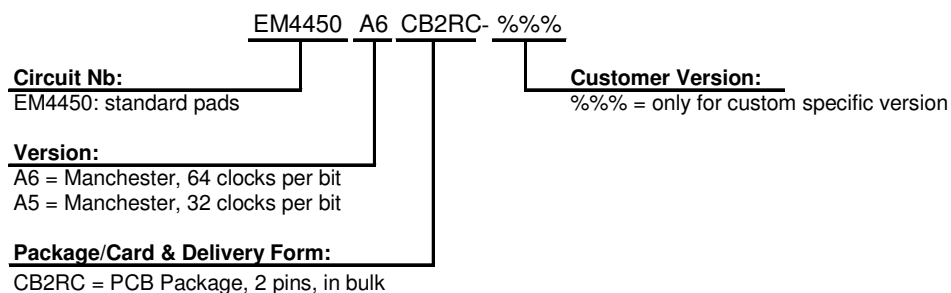 EM4450 A6 CB2RC- %%%
Circuit Nb:
EM4450: standard pads
Customer Version:
%%% = only for custom specific version
Version:
A6 = Manchester, 64 clocks per bit
A5 = Manchester, 32 clocks per bit
Package/Card & Delivery Form:
CB2RC = PCB Package, 2 pins, in bulk